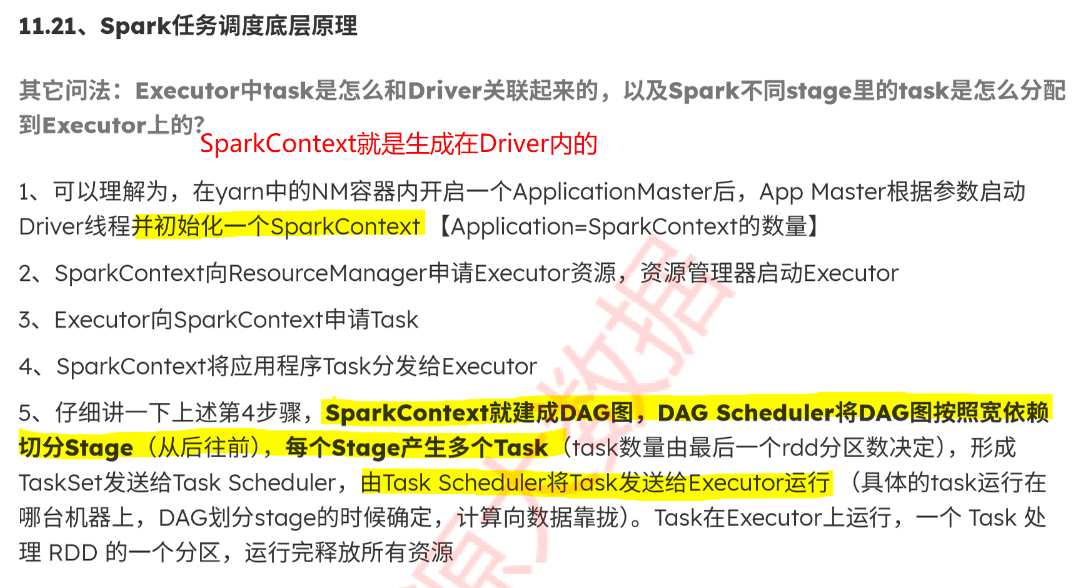 11.21、Spark任务调度底层原理
其它问法：Executor中task是怎么和Driver关联起来的，以及Spark不同stage里的task是怎么分配
到Executor上的?
SparkContext就是生成在Driver内的
1、可以理解为，在yarn中的NM容器内开启一个ApplicationMaster后，App Master根据参数启动
Driver线程并初始化一个SparkContext【Application=SparkContext的数量】
2、SparkContext向ResourceManager申请Executor资源，资源管理器启动Executor
3、Executor向SparkContext申请Task
4、SparkContext将应用程序Task分发给Executor
5、仔细讲一下上述第4步骤，SparkContext就建成DAG图，DAG Scheduler将DAG图按照宽依赖
切分Stage（从后往前），每个Stage产生多个Task（task数量由最后一个rdd分区数决定），形成
TaskSet发送给Task Scheduler，由Task Scheduler将Task发送给Executor运行（具体的task运行在
哪台机器上，DAG划分stage的时候确定，计算向数据靠拢）。Task在Executor上运行，一个 Task 处
理 RDD 的一个分区，运行完释放所有资源
源大数据